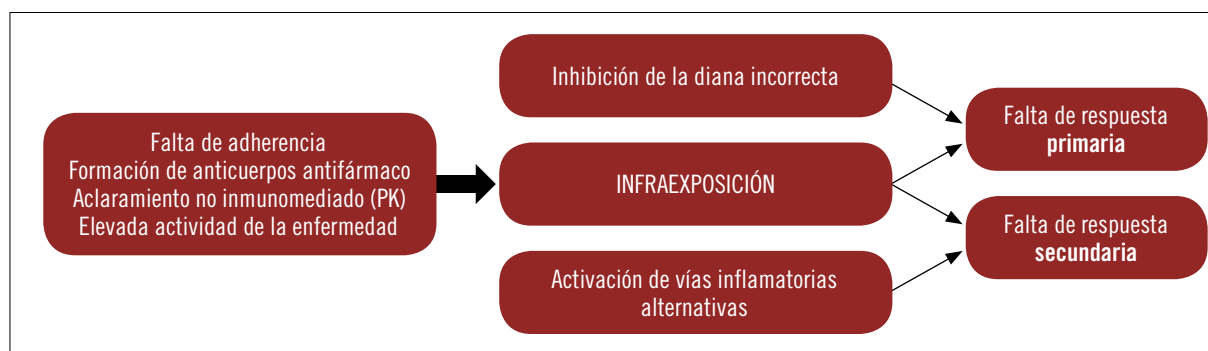 Falta de adherencia
Formación de anticuerpos antifármaco
Aclaramiento no inmunomediado (PK)
Elevada actividad de la enfermedad
Inhibición de la diana incorrecta
INFRAEXPOSICIÓN
Activación de vías inflamatorias
alternativas
Falta de respuesta
primaria
Falta de respuesta
secundaria